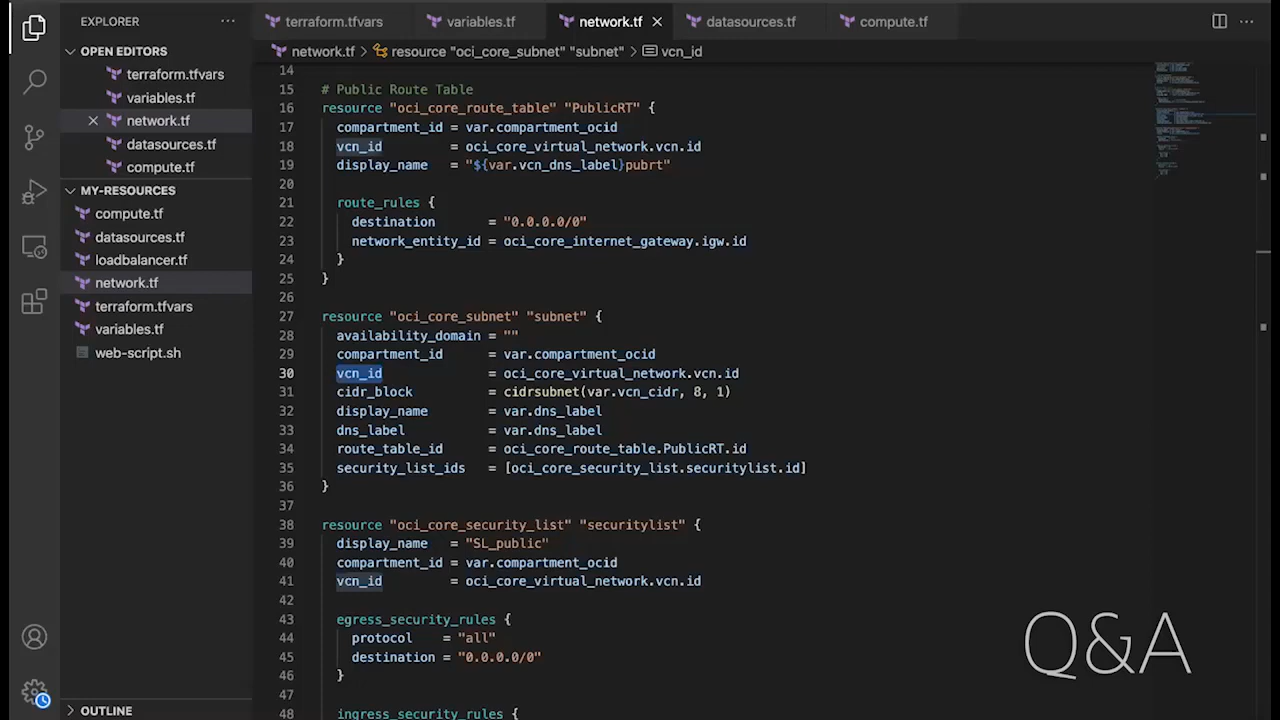 EXPLORER ···
OPEN EDITORS
terraform.tfvars
variables.tf
network.tf
datasources.tf
compute.tf
MY-RESOURCES
compute.tf
datasources.tf
loadbalancer.tf
network.tf
terraform.tfvars
variables.tf
web-script.sh
OUTLINE
terraform.tfvars variables.tf network.tf datasources.tf compute.tf ···
network.tf > resource "oci_core_subnet" "subnet" > vcn_id
14
15 # Public Route Table
16 resource "oci_core_route_table" "PublicRT" {
17 compartment_id = var.compartment_ocid
18 vcn_id = oci_core_virtual_network.vcn.id
19 display_name = "${var.vcn_dns_label}pubrt"
20
21 route_rules {
22 destination = "0.0.0.0/0"
23 network_entity_id = oci_core_internet_gateway.igw.id
24 }
25 }
26
27 resource "oci_core_subnet" "subnet" {
28 availability_domain = ""
29 compartment_id = var.compartment_ocid
30 vcn_id = oci_core_virtual_network.vcn.id
31 cidr_block = cidrsubnet(var.vcn_cidr, 8, 1)
32 display_name = var.dns_label
33 dns_label = var.dns_label
34 route_table_id = oci_core_route_table.PublicRT.id
35 security_list_ids = [oci_core_security_list.securitylist.id]
36 }
37
38 resource "oci_core_security_list" "securitylist" {
39 display_name = "SL_public"
40 compartment_id = var.compartment_ocid
41 vcn_id = oci_core_virtual_network.vcn.id
42
43 egress_security_rules {
44 protocol = "all"
45 destination = "0.0.0.0/0"
46 }
47
48 ingress_security_rules {
Q&A